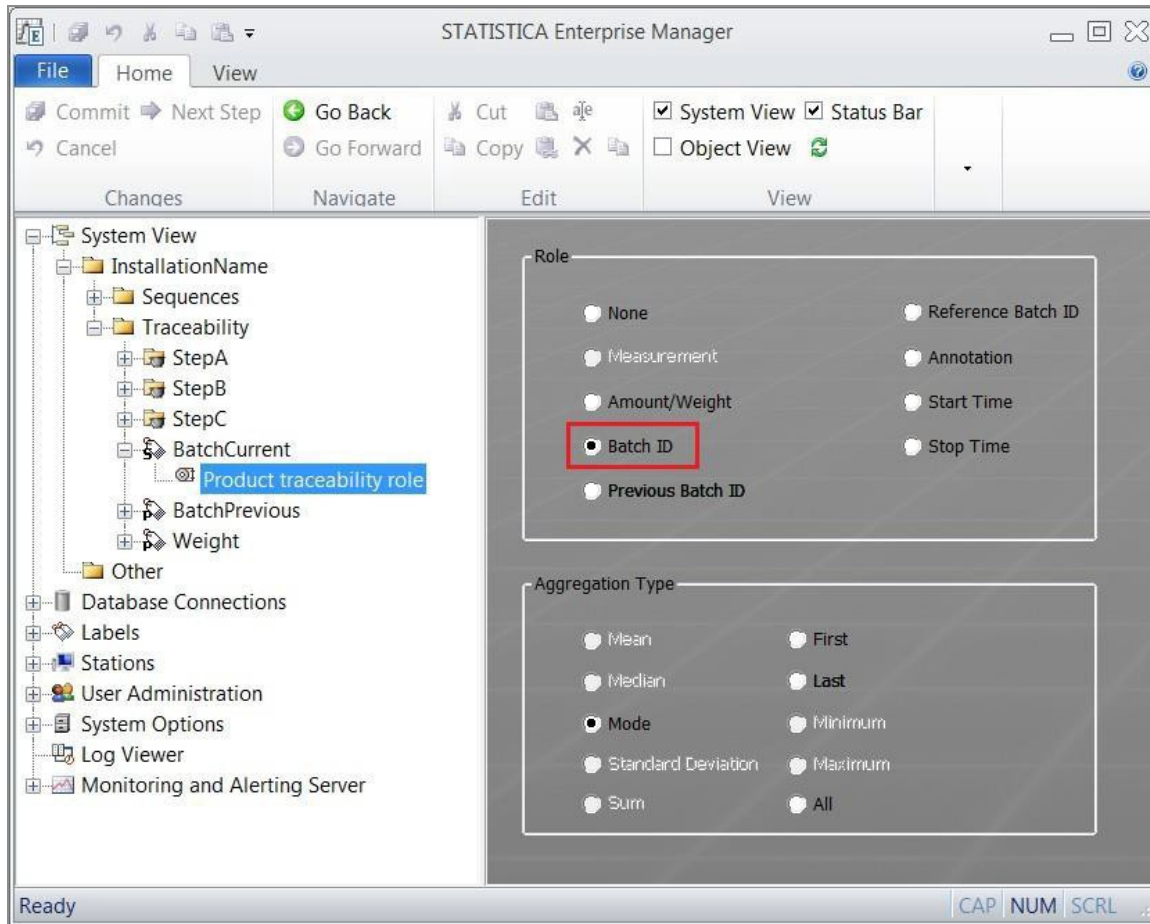 STATISTICA Enterprise Manager
File Home View
Commit Next Step Go Back Cut System View Status Bar
Cancel Go Forward Copy Object View
Changes Navigate Edit View
System View
InstallationName
Sequences
Traceability
StepA
StepB
StepC
BatchCurrent
Product traceability role
BatchPrevious
Weight
Other
Database Connections
Labels
Stations
User Administration
System Options
Log Viewer
Monitoring and Alerting Server
Role
None Reference Batch ID
Measurement Annotation
Amount/Weight Start Time
Batch ID Stop Time
Previous Batch ID
Aggregation Type
Mean First
Median Last
Mode Minimum
Standard Deviation Maximum
Sum All
Ready CAP NUM SCRL